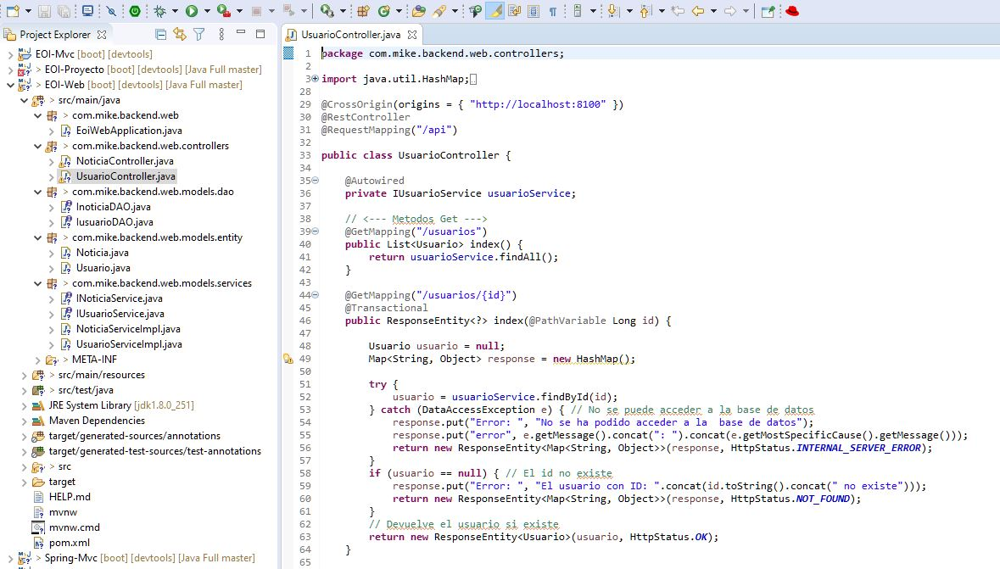 Project Explorer
EOI-Mvc [boot] [devtools]
> EOI-Proyecto [boot] [devtools] [Java Full master]
> EOI-Web [boot] [devtools] [Java Full master]
> src/main/java
> com.mike.backend.web
EoiWebApplication.java
> com.mike.backend.web.controllers
NoticiaController.java
UsuarioController.java
> com.mike.backend.web.models.dao
InoticiaDAO.java
IusuarioDAO.java
> com.mike.backend.web.models.entity
Noticia.java
Usuario.java
> com.mike.backend.web.models.services
INoticiaService.java
IUsuarioService.java
NoticiaServiceImpl.java
UsuarioServiceImpl.java
> META-INF
> src/main/resources
> src/test/java
JRE System Library [jdk1.8.0_251]
Maven Dependencies
target/generated-sources/annotations
target/generated-test-sources/test-annotations
> src
target
HELP.md
mvnw
mvnw.cmd
pom.xml
> Spring-Mvc [boot] [devtools] [Java Full master]
UsuarioController.java
1 package com.mike.backend.web.controllers;
2
3 import java.util.HashMap;
28
29 @CrossOrigin(origins = { "http://localhost:8100" })
30 @RestController
31 @RequestMapping("/api")
32
33 public class UsuarioController {
34
35 @Autowired
36 private IUsuarioService usuarioService;
37
38 // <--- Metodos Get --->
39 @GetMapping("/usuarios")
40 public List<Usuario> index() {
41 return usuarioService.findAll();
42 }
43
44 @GetMapping("/usuarios/{id}")
45 @Transactional
46 public ResponseEntity<?> index(@PathVariable Long id) {
47
48 Usuario usuario = null;
49 Map<String, Object> response = new HashMap();
50
51 try {
52 usuario = usuarioService.findById(id);
53 } catch (DataAccessException e) { // No se puede acceder a la base de datos
54 response.put("Error: ", "No se ha podido acceder a la  base de datos");
55 response.put("error", e.getMessage().concat(": ").concat(e.getMostSpecificCause().getMessage()));
56 return new ResponseEntity<Map<String, Object>>(response, HttpStatus.INTERNAL_SERVER_ERROR);
57 }
58 if (usuario == null) { // El id no existe
59 response.put("Error: ", "El usuario con ID: ".concat(id.toString().concat(" no existe")));
60 return new ResponseEntity<Map<String, Object>>(response, HttpStatus.NOT_FOUND);
61 }
62 // Devuelve el usuario si existe
63 return new ResponseEntity<Usuario>(usuario, HttpStatus.OK);
64 }
65